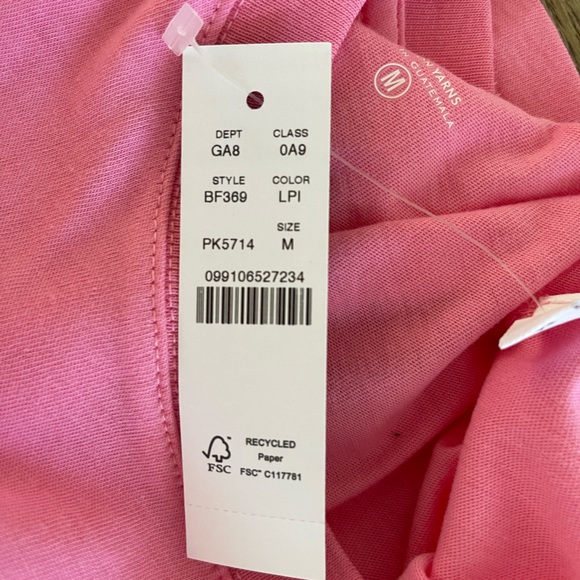 DEPT CLASS
GA8 0A9
STYLE COLOR
BF369 LPI
SIZE
PK5714 M
099106527234
RECYCLED
Paper
FSC™ C117781
FSC
M
YARNS
GUATEMALA